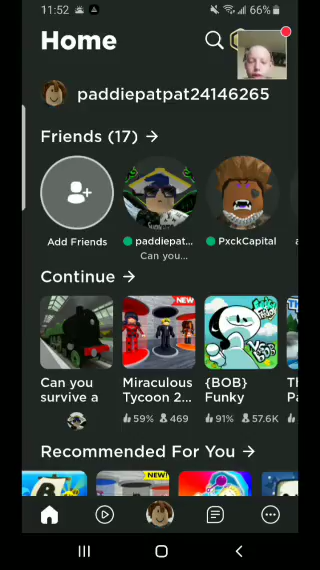 11:52
66%
Home
paddiepatpat24146265
Friends (17) →
Add Friends
paddiepat...
Can you...
PxckCapital
Continue →
NEW
Can you survive a
Miraculous Tycoon 2...
{BOB} Funky
59% 469
91% 57.6K
Recommended For You →
NEW!